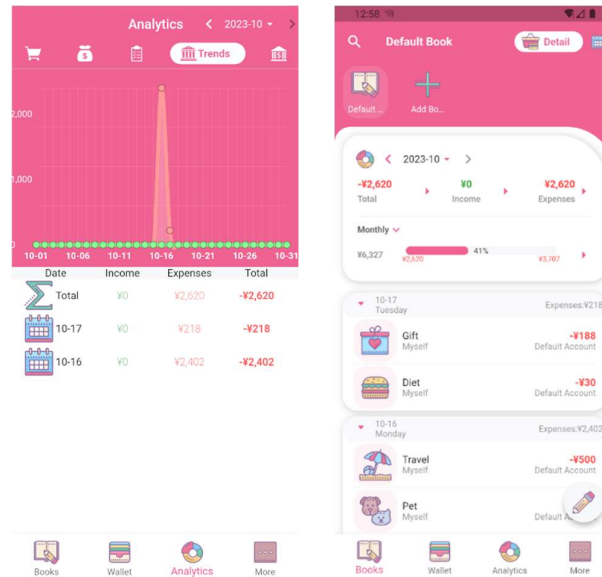 Analytics
2023-10
Trends
2,000
1,000
0
10-01 10-06 10-11 10-16 10-21 10-26 10-31
Date Income Expenses Total
Total ¥0 ¥2,620 -¥2,620
10-17 ¥0 ¥218 -¥218
10-16 ¥0 ¥2,402 -¥2,402
Books Wallet Analytics More
12:58
Default Book Detail
Default ... Add Bo...
2023-10
-¥2,620 ¥0 ¥2,620
Total Income Expenses
Monthly
41%
¥6,327 ¥2,620 ¥3,707
10-17
Tuesday Expenses:¥218
Gift -¥188
Myself Default Account
Diet -¥30
Myself Default Account
10-16
Monday Expenses:¥2,402
Travel -¥500
Myself Default Account
Pet
Myself Default
Books Wallet Analytics More